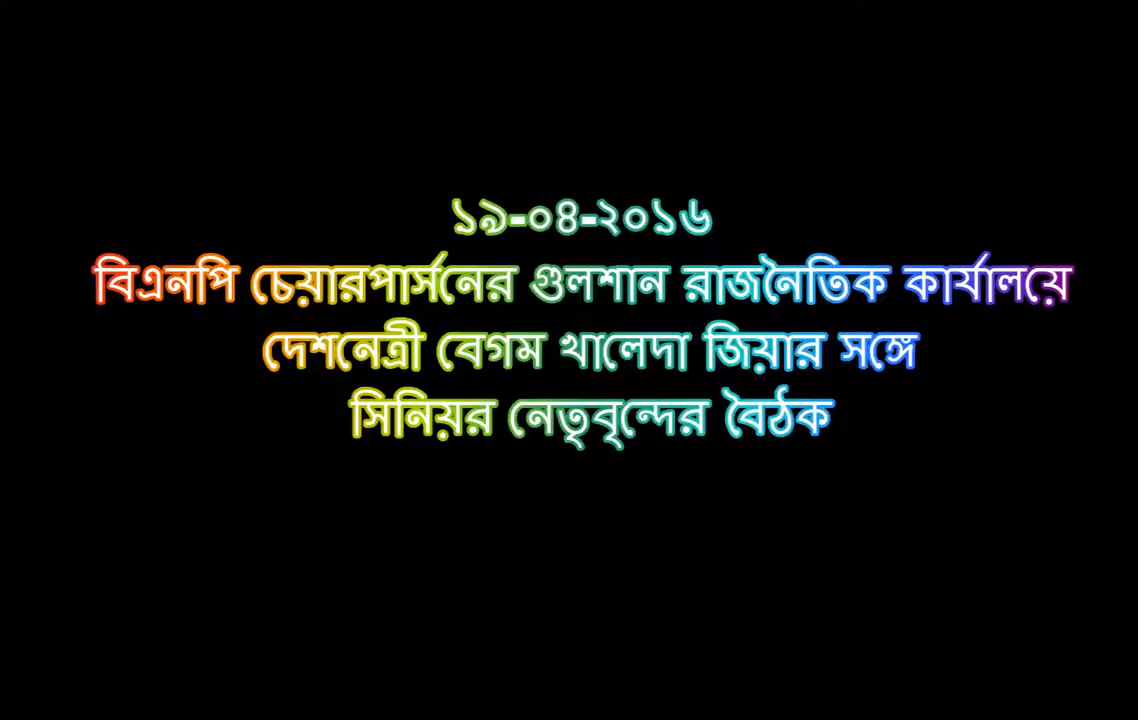 ১৯-০৪-২০১৬
বিএনপি চেয়ারপার্সনের গুলশান রাজনৈতিক কার্যালয়ে
দেশনেত্রী বেগম খালেদা জিয়ার সঙ্গে
সিনিয়র নেতৃবৃন্দের বৈঠক